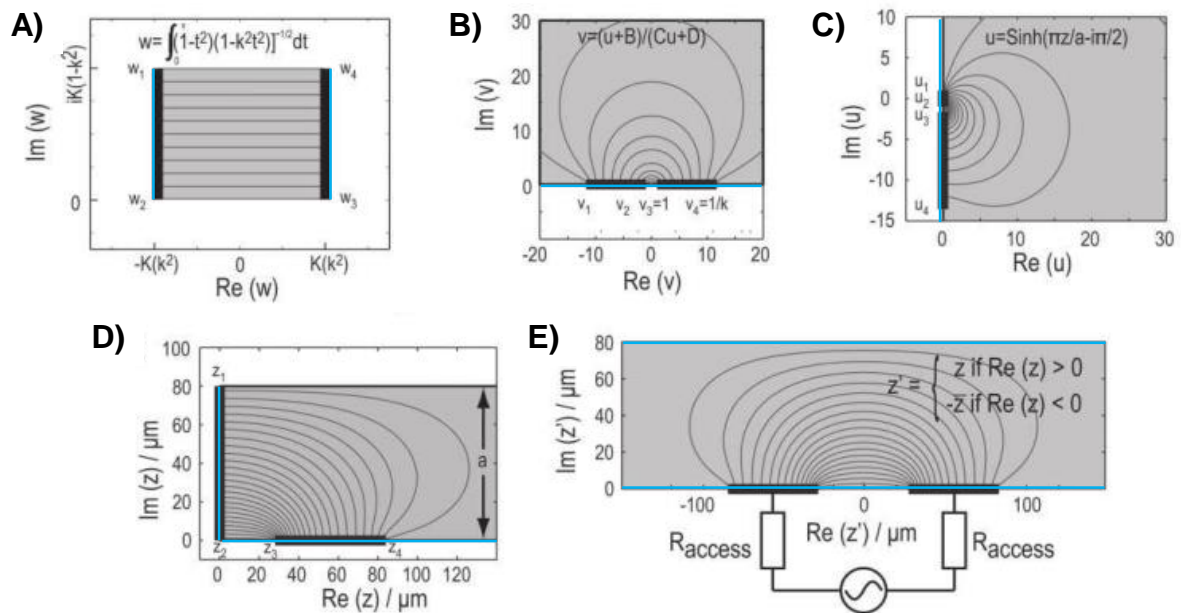 A)
w= ∫[(1-t²)(1-k²t²)]⁻¹/²dt
0
w₁
w₄
w₂
w₃
iK(1-k²)
0
Im (w)
-K(k²)
0
K(k²)
Re (w)
B)
v=(u+B)/(Cu+D)
30
20
10
0
Im (v)
v₁
v₂
v₃=1
v₄=1/k
-20
-10
0
10
20
Re (v)
C)
u=Sinh(πz/a-iπ/2)
10
5
0
-5
-10
-15
Im (u)
u₁
u₂
u₃
u₄
0
10
20
30
Re (u)
D)
100
80
60
40
20
0
Im (z) / µm
z₁
a
z₂
z₃
z₄
0
20
40
60
80
100
120
Re (z) / µm
E)
80
60
40
20
0
Im (z') / µm
z' =
z if Re (z) > 0
-z̄ if Re (z) < 0
-100
0
100
Re (z') / µm
Raccess
Raccess